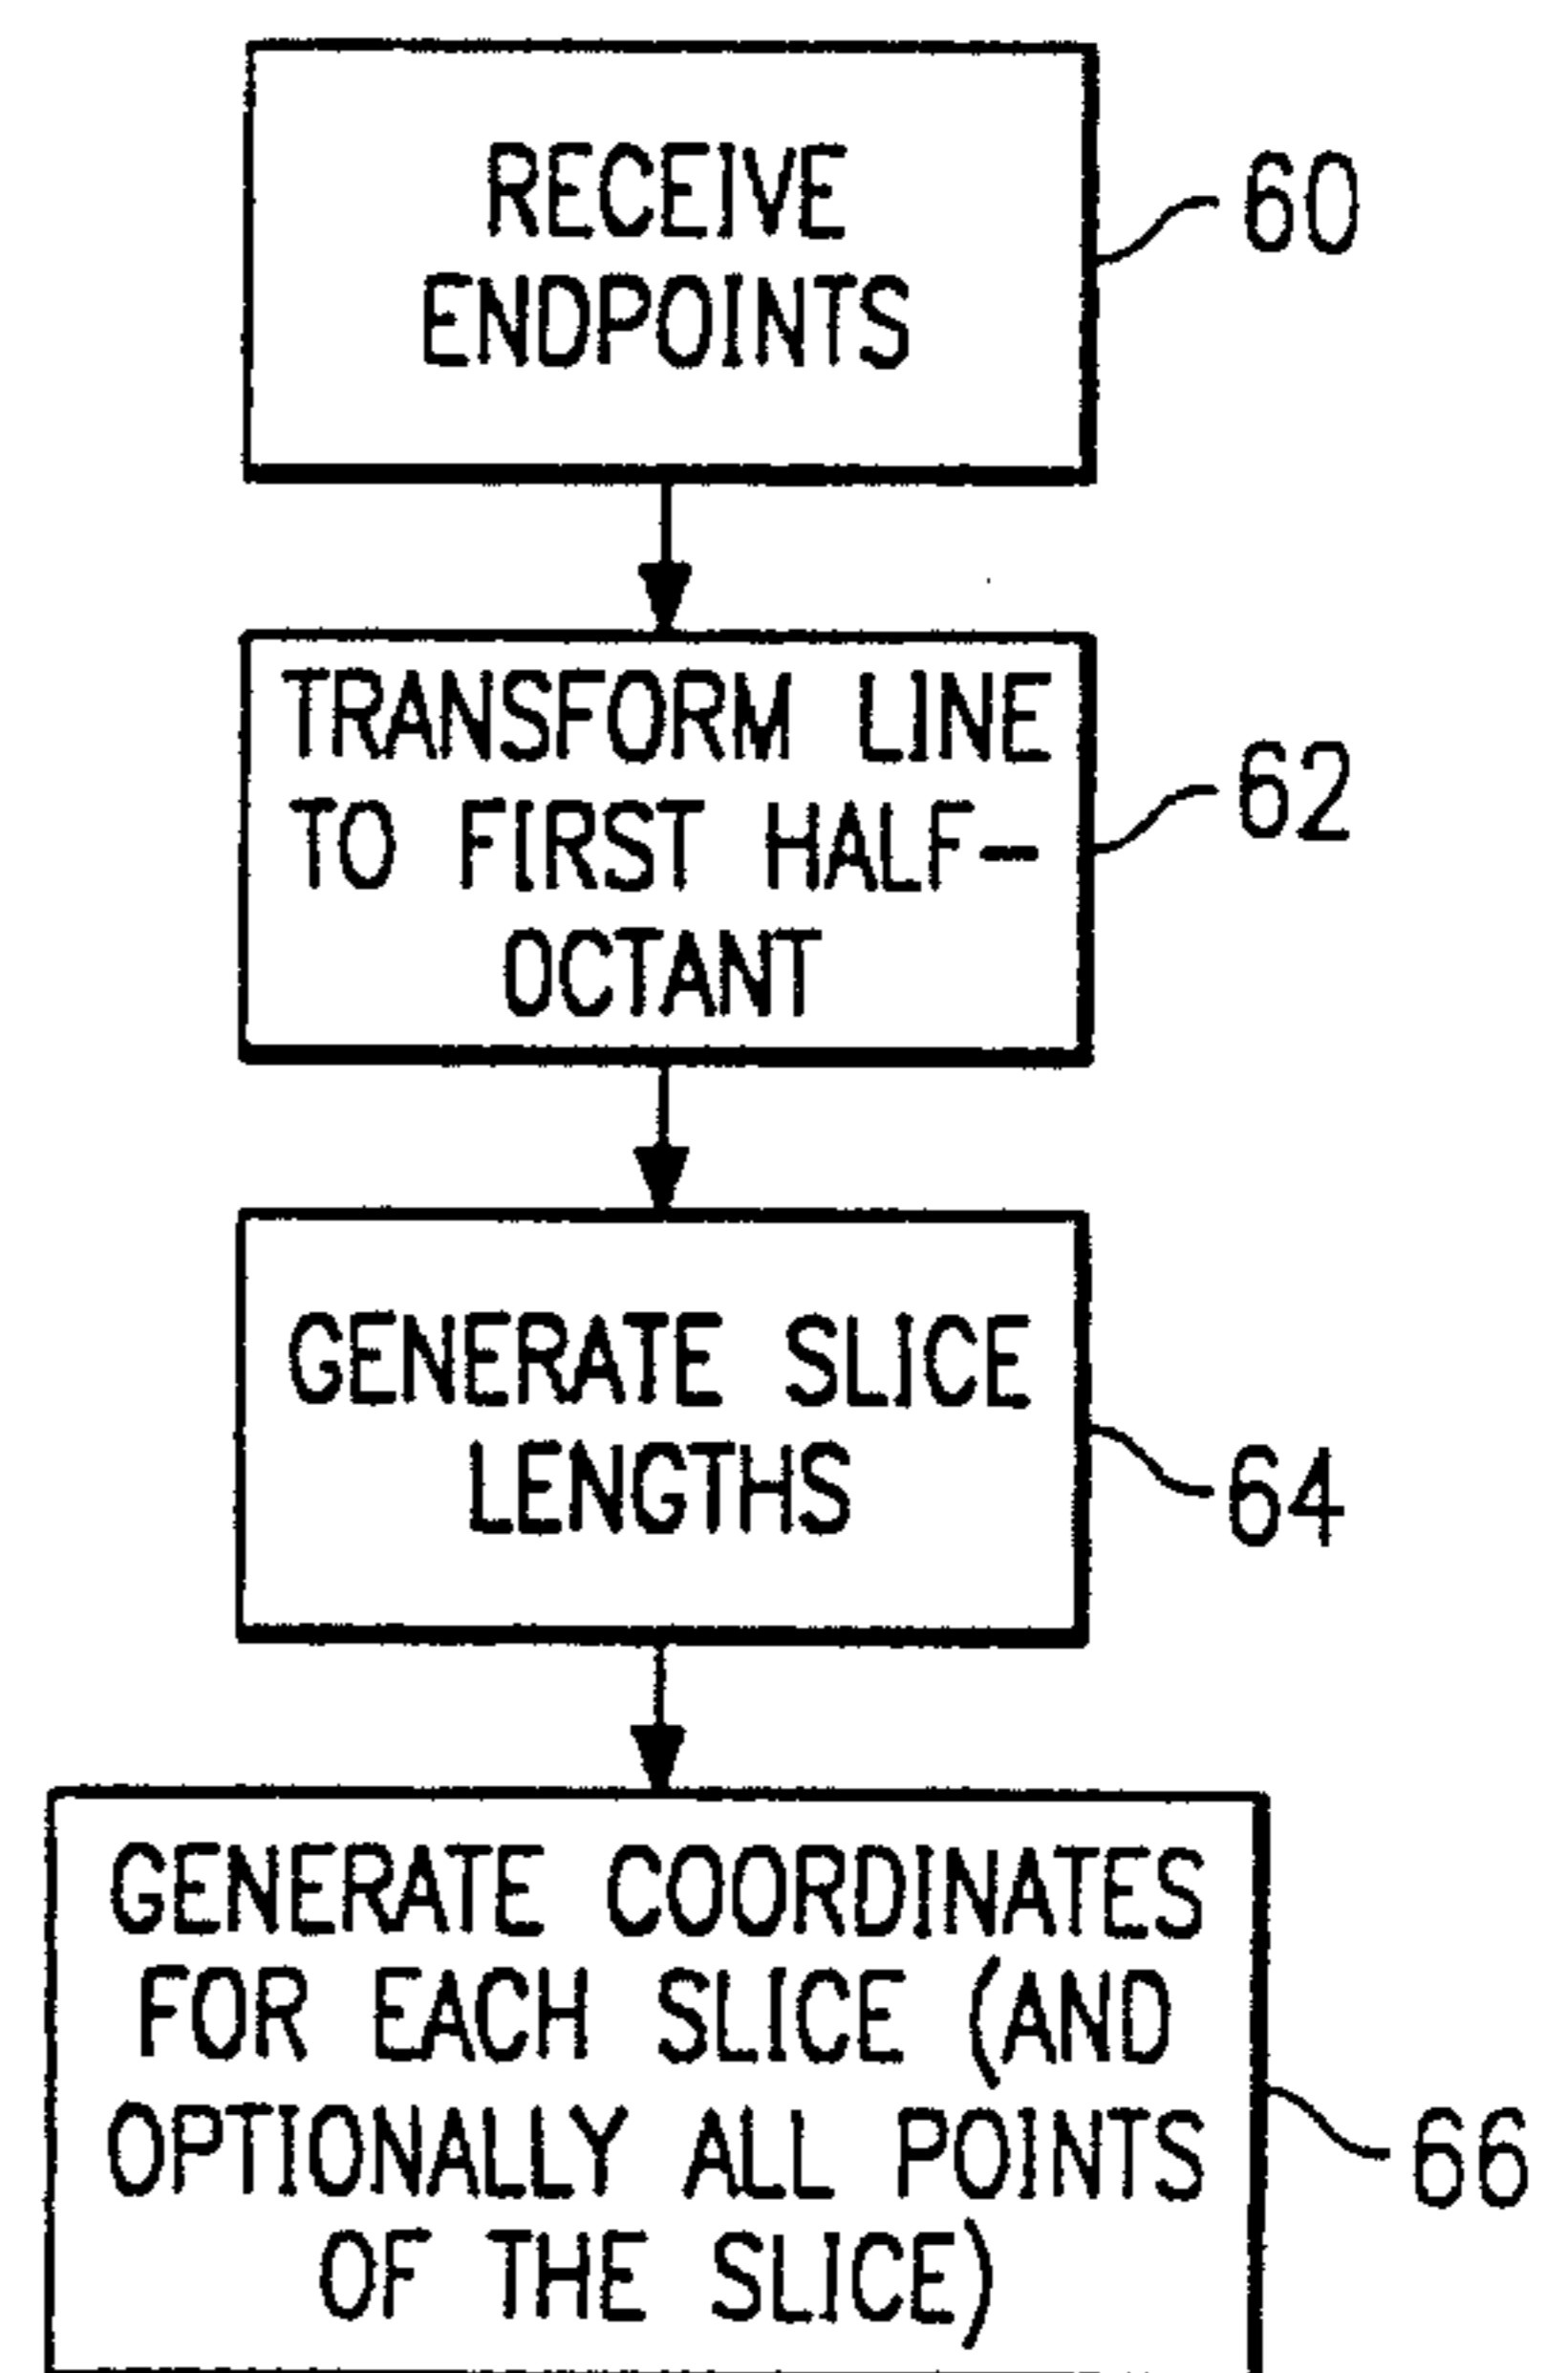 RECEIVE
ENDPOINTS
60
TRANSFORM LINE
TO FIRST HALF-
OCTANT
62
GENERATE SLICE
LENGTHS
64
GENERATE COORDINATES
FOR EACH SLICE (AND
OPTIONALLY ALL POINTS
OF THE SLICE)
66